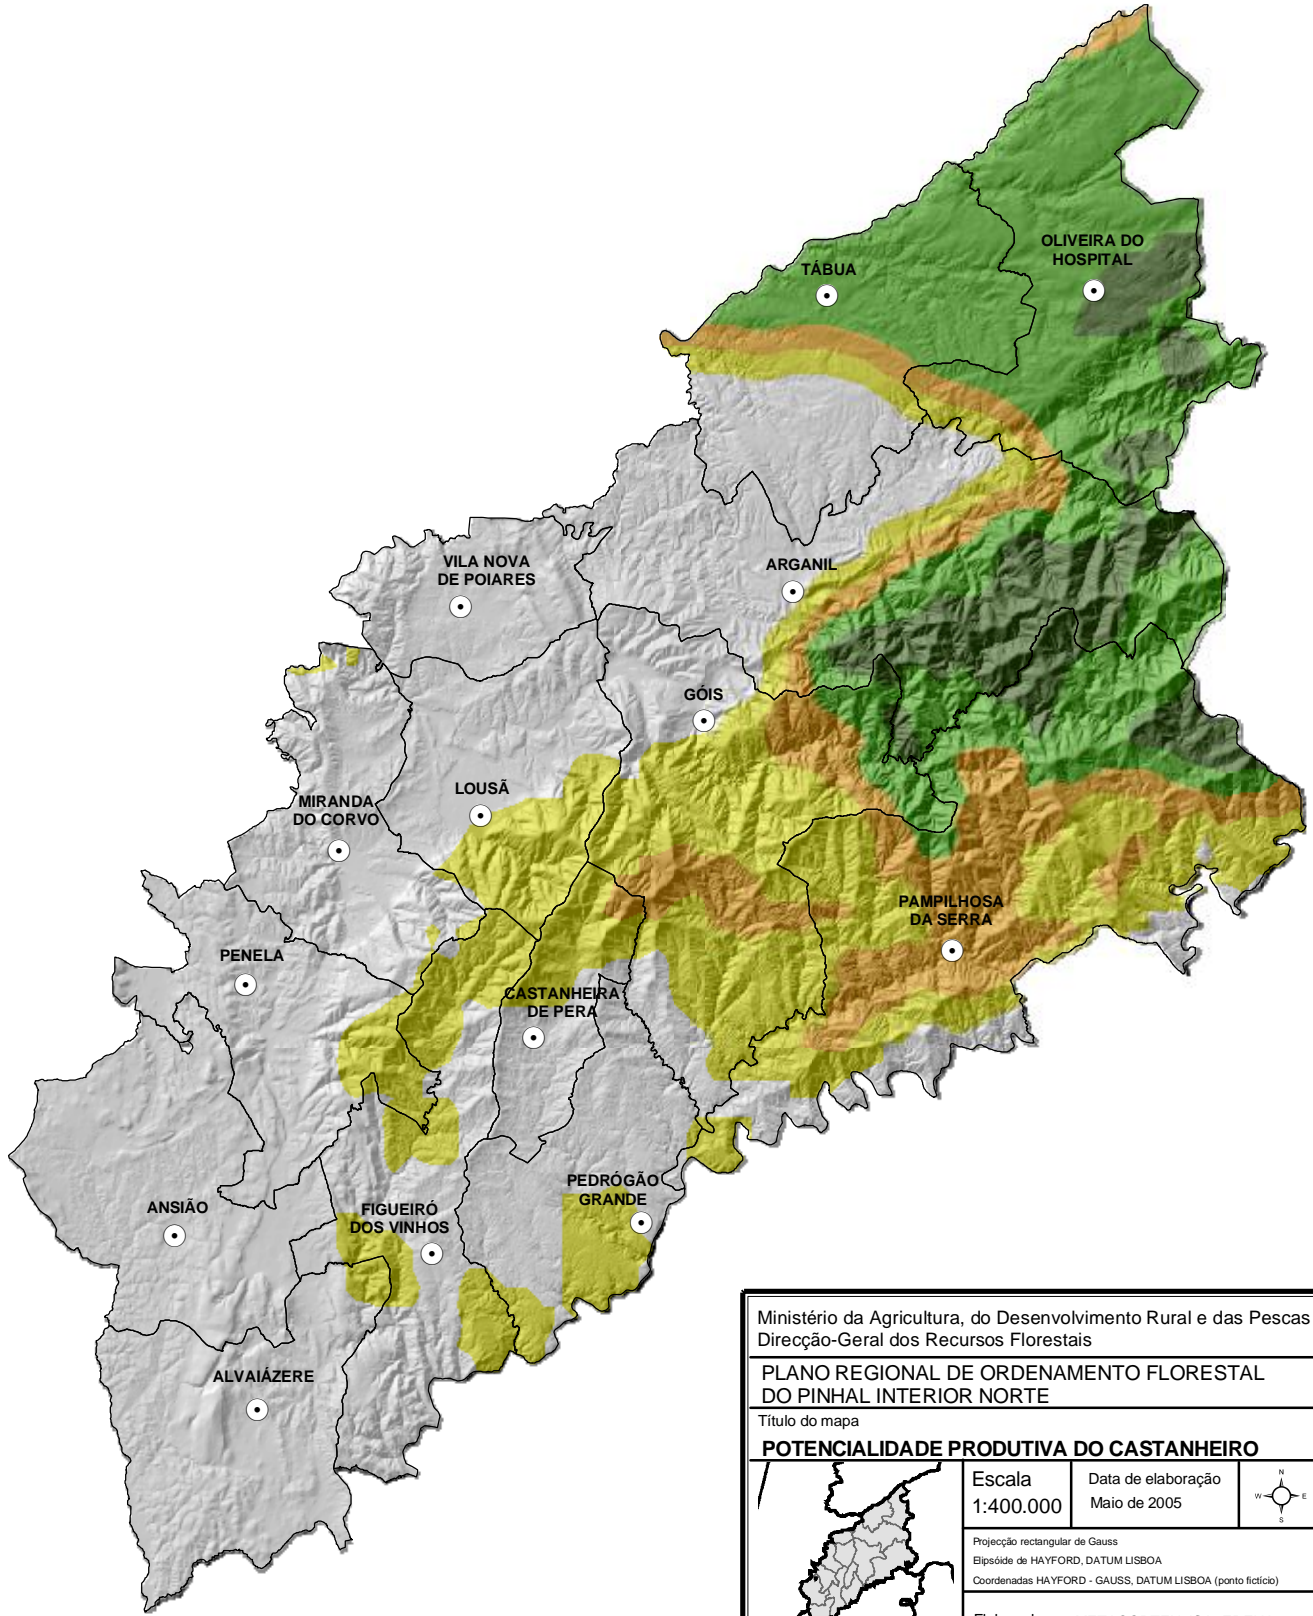 OLIVEIRA DO
HOSPITAL
TÁBUA
VILA NOVA
DE POIARES
ARGANIL
GÓIS
LOUSÃ
MIRANDA
DO CORVO
PAMPILHOSA
DA SERRA
PENELA
CASTANHEIRA
DE PERA
PEDRÓGÃO
GRANDE
ANSIÃO
FIGUEIRÓ
DOS VINHOS
ALVAIÁZERE
Ministério da Agricultura, do Desenvolvimento Rural e das Pescas
Direcção-Geral dos Recursos Florestais
PLANO REGIONAL DE ORDENAMENTO FLORESTAL
DO PINHAL INTERIOR NORTE
Título do mapa
POTENCIALIDADE PRODUTIVA DO CASTANHEIRO
Escala
1:400.000
Data de elaboração
Maio de 2005
N
W E
S
Projecção rectangular de Gauss
Elipsóide de HAYFORD, DATUM LISBOA
Coordenadas HAYFORD - GAUSS, DATUM LISBOA (ponto fictício)